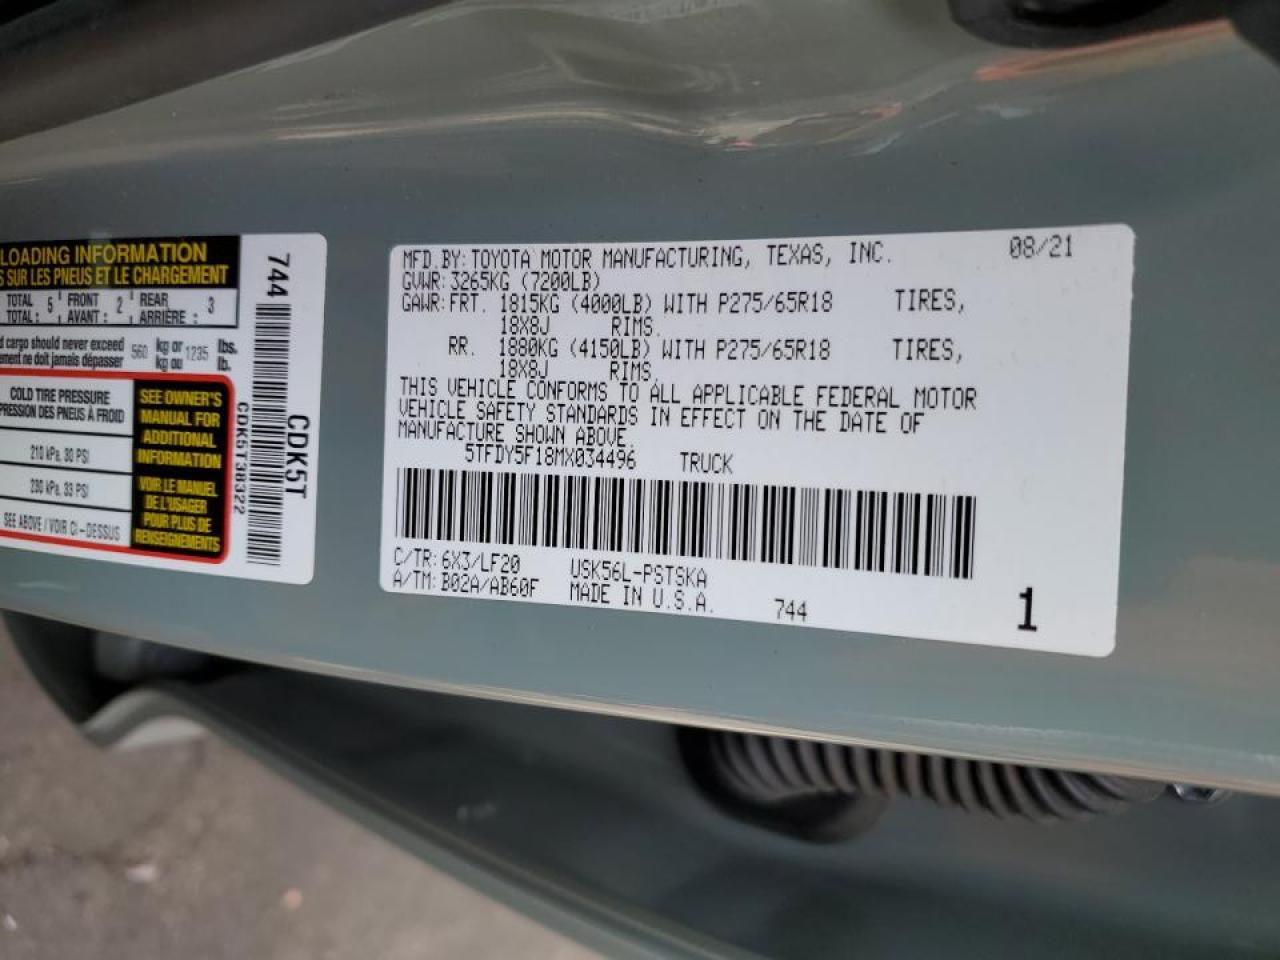 LOADING INFORMATION
S SUR LES PNEUS ET LE CHARGEMENT
TOTAL 5 FRONT 2 REAR 3
TOTAL : AVANT : ARRIÈRE :
d cargo should never exceed 560 kg or 1235 lbs.
ement ne doit jamais dépasser kg ou lb.
COLD TIRE PRESSURE
PRESSION DES PNEUS À FROID
210 kPa, 30 PSI
230 kPa, 33 PSI
SEE ABOVE / VOIR CI-DESSUS
SEE OWNER'S
MANUAL FOR
ADDITIONAL
INFORMATION
VOIR LE MANUEL
DE L'USAGER
POUR PLUS DE
RENSEIGNEMENTS
744
CDK5T
CDK5T38322
MFD.BY: TOYOTA MOTOR MANUFACTURING, TEXAS, INC. 08/21
GVWR: 3265KG (7200LB)
GAWR: FRT. 1815KG (4000LB) WITH P275/65R18 TIRES,
18X8J RIMS.
RR. 1880KG (4150LB) WITH P275/65R18 TIRES,
18X8J RIMS.
THIS VEHICLE CONFORMS TO ALL APPLICABLE FEDERAL MOTOR
VEHICLE SAFETY STANDARDS IN EFFECT ON THE DATE OF
MANUFACTURE SHOWN ABOVE.
5TFDY5F18MX034496 TRUCK
C/TR: 6X3/LF20 USK56L-PSTSKA
A/TM: B02A/AB60F MADE IN U.S.A. 744
1